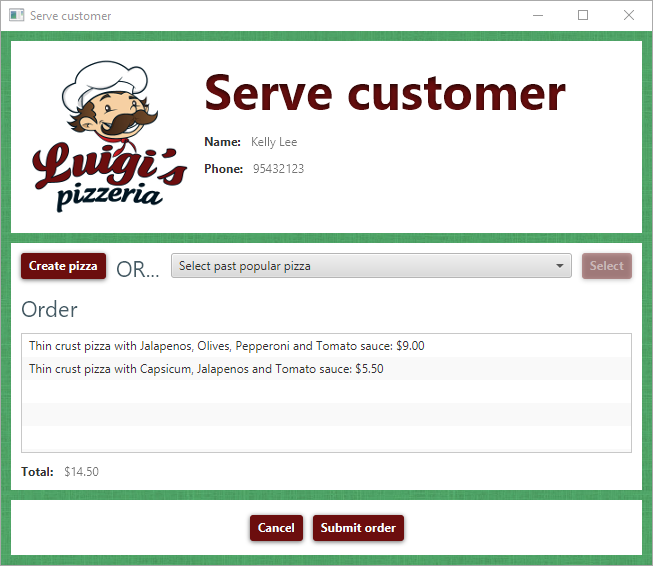 Serve customer
Luigi's
pizzeria
Serve customer
Name: Kelly Lee
Phone: 95432123
Create pizza OR... Select past popular pizza Select
Order
Thin crust pizza with Jalapenos, Olives, Pepperoni and Tomato sauce: $9.00
Thin crust pizza with Capsicum, Jalapenos and Tomato sauce: $5.50
Total: $14.50
Cancel Submit order